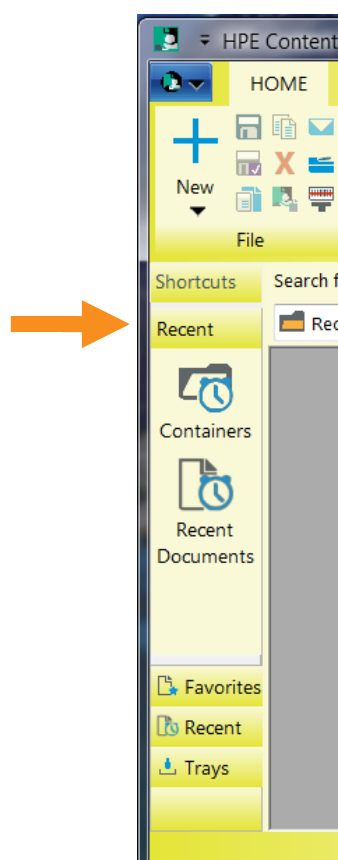 HPE Content
HOME
New
File
Shortcuts
Search f
Recent
Rec
Containers
Recent
Documents
Favorites
Recent
Trays